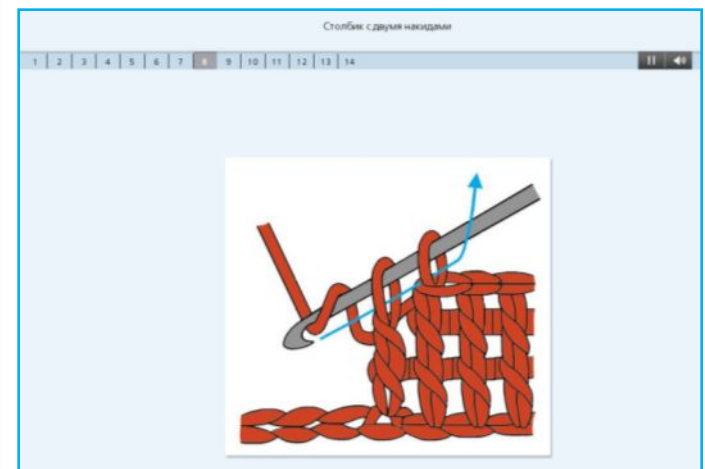 Столбик с двумя накидами
1 | 2 | 3 | 4 | 5 | 6 | 7 | 8 | 9 | 10 | 11 | 12 | 13 | 14